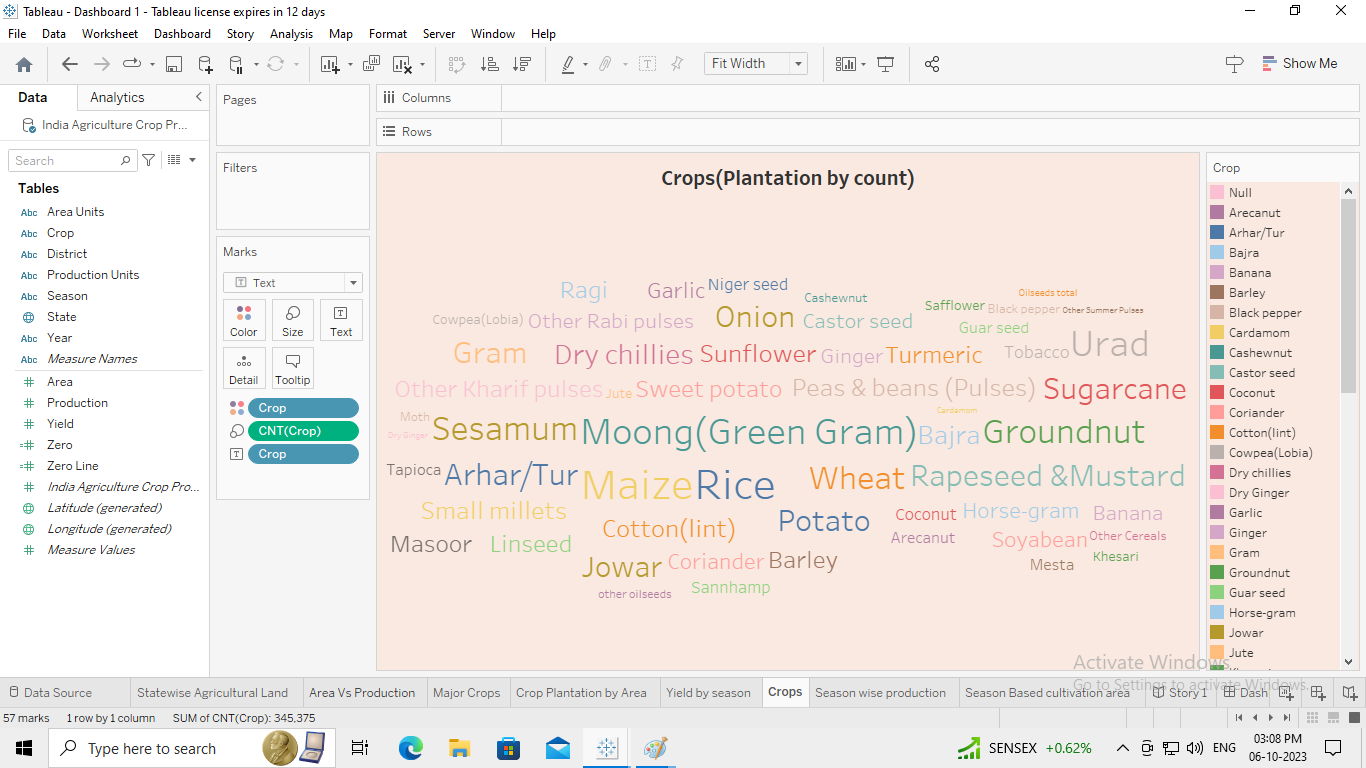 Tableau - Dashboard 1 - Tableau license expires in 12 days
File Data Worksheet Dashboard Story Analysis Map Format Server Window Help
Fit Width
Show Me
Data Analytics
India Agriculture Crop Pr...
Search
Tables
Abc Area Units
Abc Crop
Abc District
Abc Production Units
Abc Season
State
Abc Year
Abc Measure Names
Area
Production
Yield
Zero
Zero Line
India Agriculture Crop Pro...
Latitude (generated)
Longitude (generated)
Measure Values
Pages
Filters
Marks
Text
Color Size Text
Detail Tooltip
Crop
CNT(Crop)
Crop
Columns
Rows
Crops(Plantation by count)
Ragi Garlic Niger seed Cashewnut Safflower Oilseeds total
Cowpea(Lobia) Other Rabi pulses Onion Castor seed Black pepper Other Summer Pulses
Guar seed
Gram Dry chillies Sunflower Ginger Turmeric Tobacco Urad
Other Kharif pulses Jute Sweet potato Peas & beans (Pulses) Sugarcane
Moth Cardamom
Dry Ginger Sesamum Moong(Green Gram) Bajra Groundnut
Tapioca Arhar/Tur Maize Rice Wheat Rapeseed &Mustard
Small millets Cotton(lint) Potato Coconut Horse-gram Banana
Masoor Linseed Arecanut Soyabean Other Cereals
Jowar Coriander Barley Mesta Khesari
other oilseeds Sannhamp
Crop
Null
Arecanut
Arhar/Tur
Bajra
Banana
Barley
Black pepper
Cardamom
Cashewnut
Castor seed
Coconut
Coriander
Cotton(lint)
Cowpea(Lobia)
Dry chillies
Dry Ginger
Garlic
Ginger
Gram
Groundnut
Guar seed
Horse-gram
Jowar
Jute
Activate Windows
Go to Settings to activate Windows.
Data Source Statewise Agricultural Land Area Vs Production Major Crops Crop Plantation by Area Yield by season Crops Season wise production Season Based cultivation area Story 1 Dash
57 marks 1 row by 1 column SUM of CNT(Crop): 345,375
Type here to search
SENSEX +0.62%
ENG
03:08 PM
06-10-2023